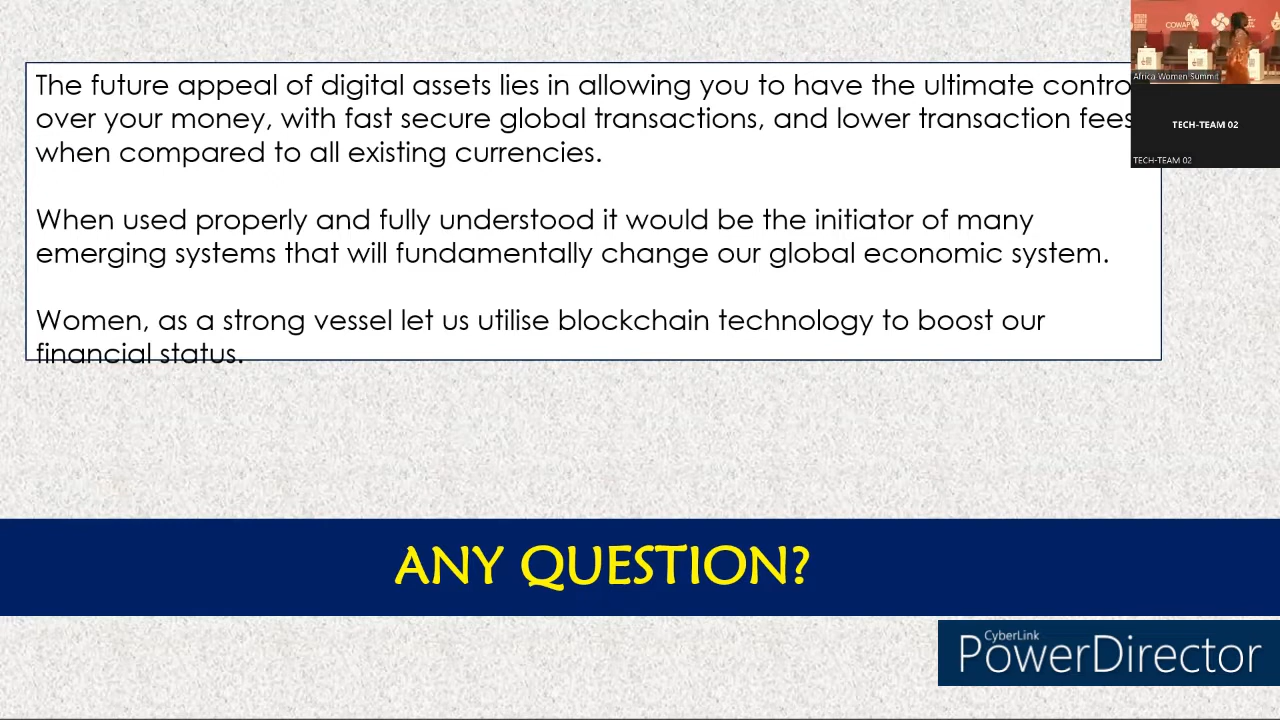 The future appeal of digital assets lies in allowing you to have the ultimate contro
over your money, with fast secure global transactions, and lower transaction fees
when compared to all existing currencies.
When used properly and fully understood it would be the initiator of many
emerging systems that will fundamentally change our global economic system.
Women, as a strong vessel let us utilise blockchain technology to boost our
financial status.
COWAP
Africa Women Summit
TECH-TEAM 02
TECH-TEAM 02
ANY QUESTION?
CyberLink
PowerDirector